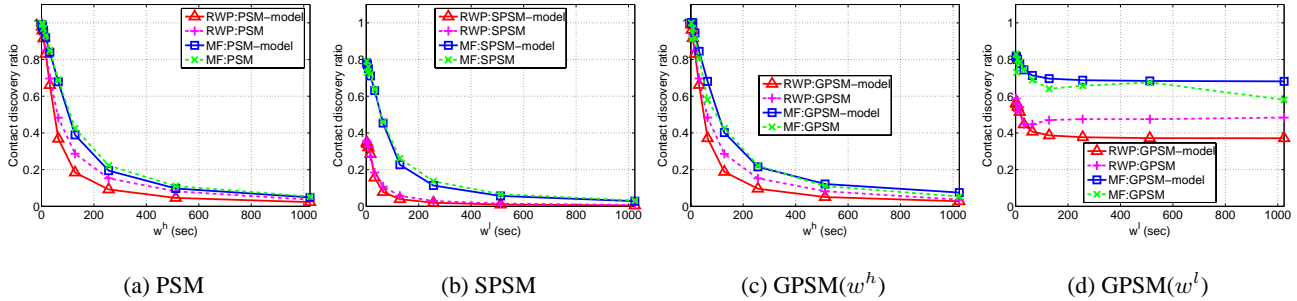 Contact discovery ratio
1
0.8
0.6
0.4
0.2
0
0 200 400 600 800 1000
w^h (sec)
RWP:PSM−model
RWP:PSM
MF:PSM−model
MF:PSM
(a) PSM
Contact discovery ratio
1
0.8
0.6
0.4
0.2
0
0 200 400 600 800 1000
w^l (sec)
RWP:SPSM−model
RWP:SPSM
MF:SPSM−model
MF:SPSM
(b) SPSM
Contact discovery ratio
1
0.8
0.6
0.4
0.2
0
0 200 400 600 800 1000
w^h (sec)
RWP:GPSM−model
RWP:GPSM
MF:GPSM−model
MF:GPSM
(c) GPSM(w^h)
Contact discovery ratio
1
0.8
0.6
0.4
0.2
0
0 200 400 600 800 1000
w^l (sec)
RWP:GPSM−model
RWP:GPSM
MF:GPSM−model
MF:GPSM
(d) GPSM(w^l)